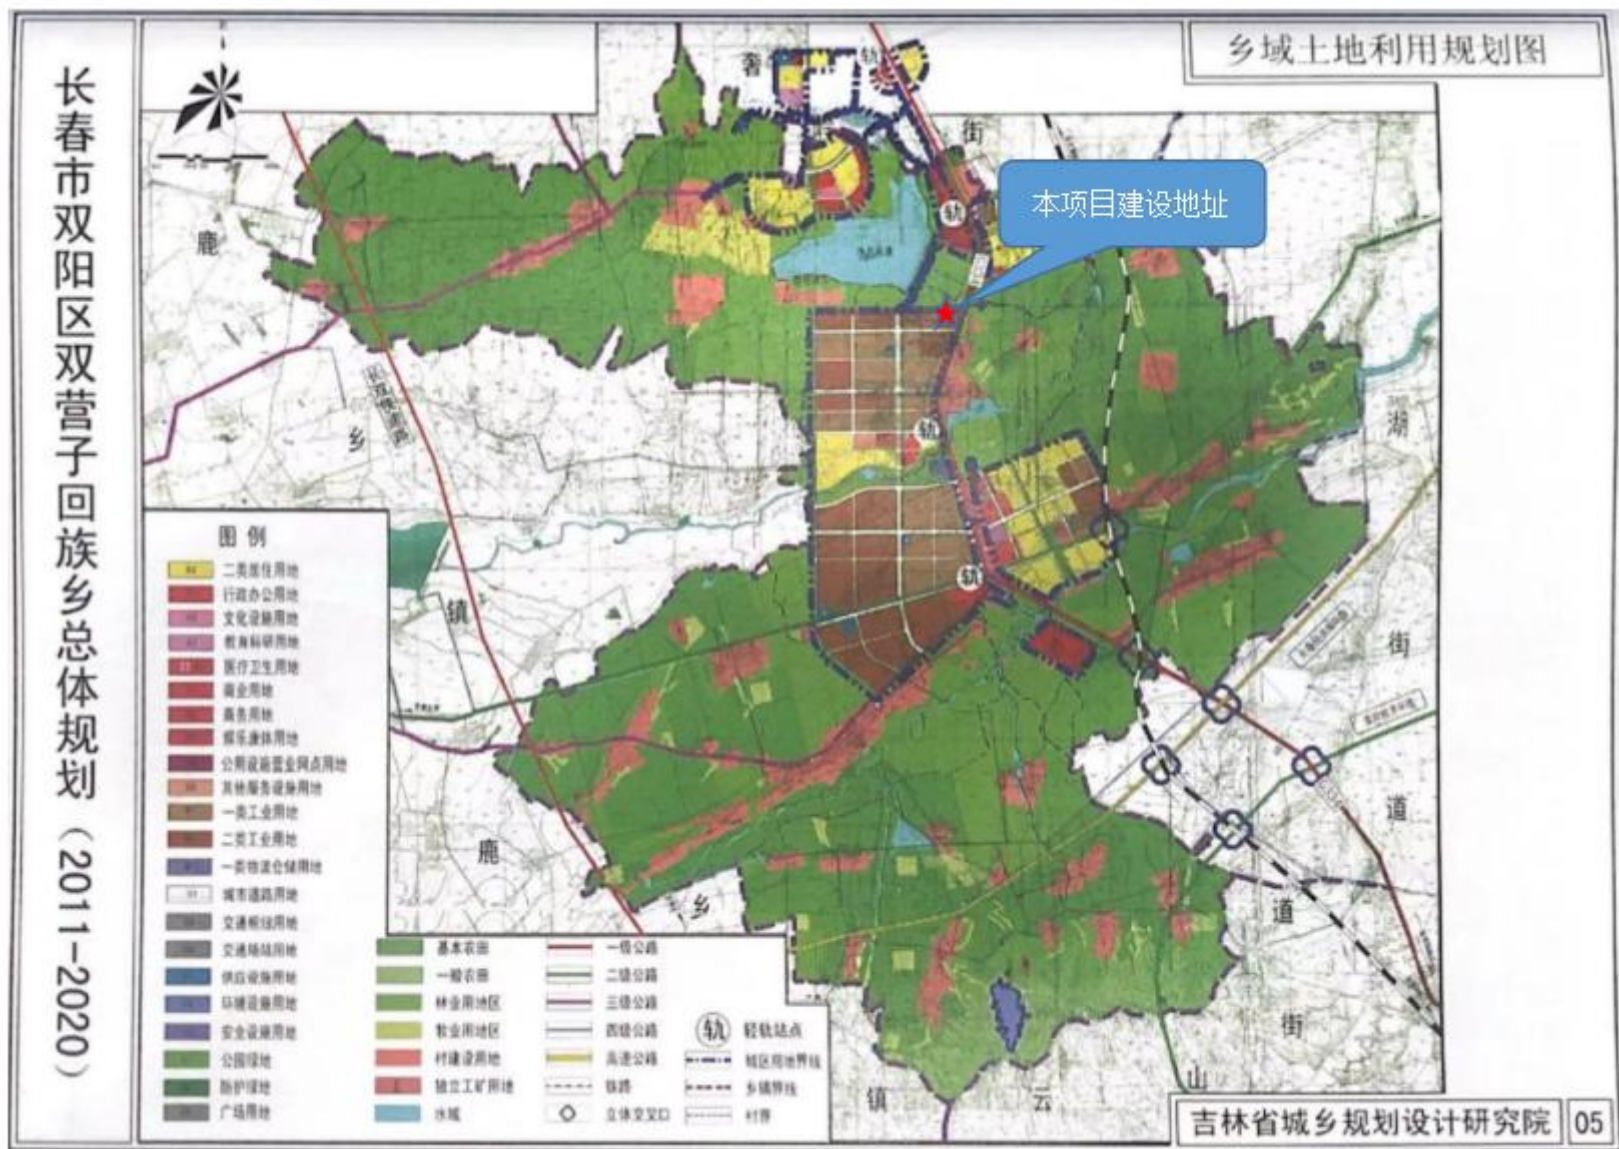 乡域土地利用规划图
长春市双阳区双营子回族乡总体规划（2011-2020）
奢
街
轨
本项目建设地址
轨
鹿
乡
镇
轨
轨
湖
街
道
鹿
乡
镇
云
山
街
道
图例
二类居住用地
行政办公用地
文化设施用地
教育科研用地
医疗卫生用地
商业用地
商务用地
娱乐康体用地
公用设施营业网点用地
其他服务设施用地
一类工业用地
二类工业用地
一类物流仓储用地
城市道路用地
交通枢纽用地
交通场站用地
供应设施用地
环境设施用地
安全设施用地
公园绿地
防护绿地
广场用地
基本农田
一般农田
林业用地区
牧业用地区
村建设用地
独立工矿用地
水域
一级公路
二级公路
三级公路
四级公路
高速公路
铁路
立体交叉口
轨 轻轨站点
城区用地界线
乡镇界线
村界
吉林省城乡规划设计研究院 05